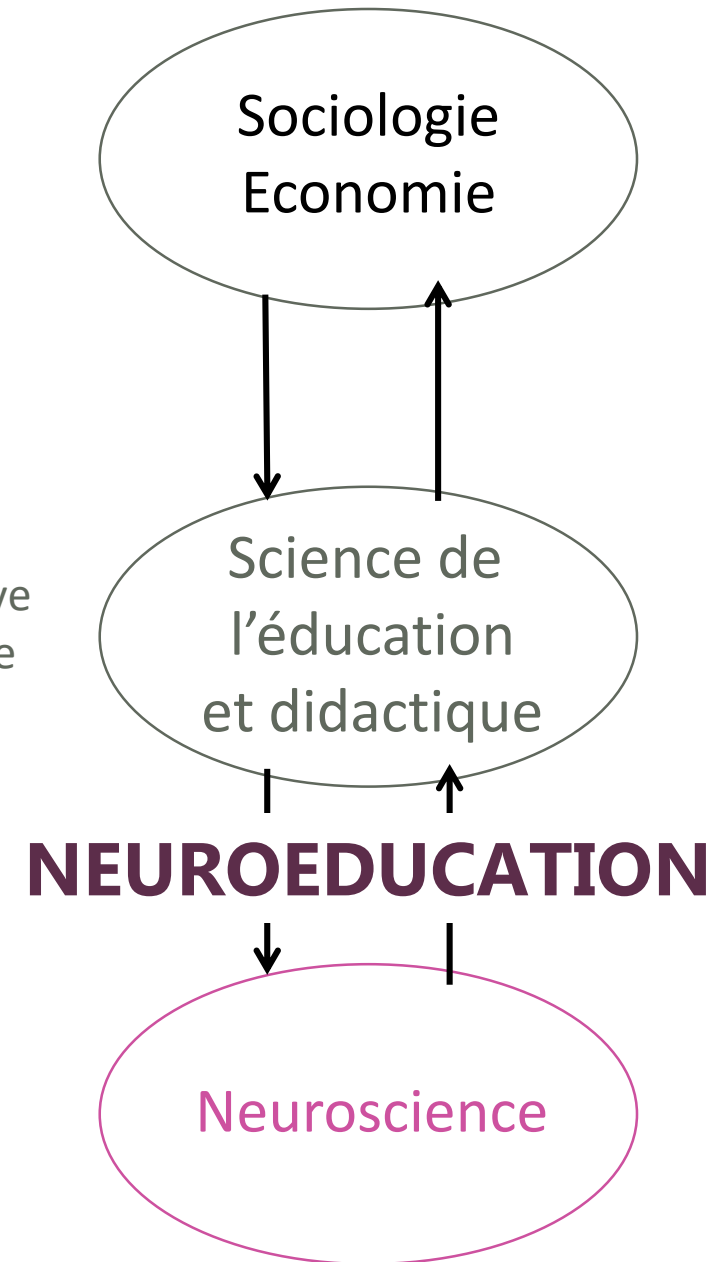 Sociologie
Economie
Science de
l’éducation
et didactique
NEUROEDUCATION
Neuroscience